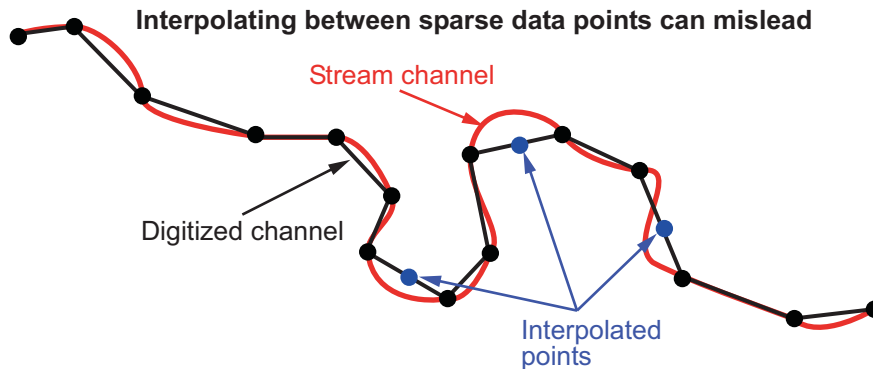 Interpolating between sparse data points can mislead
Stream channel
Digitized channel
Interpolated
points